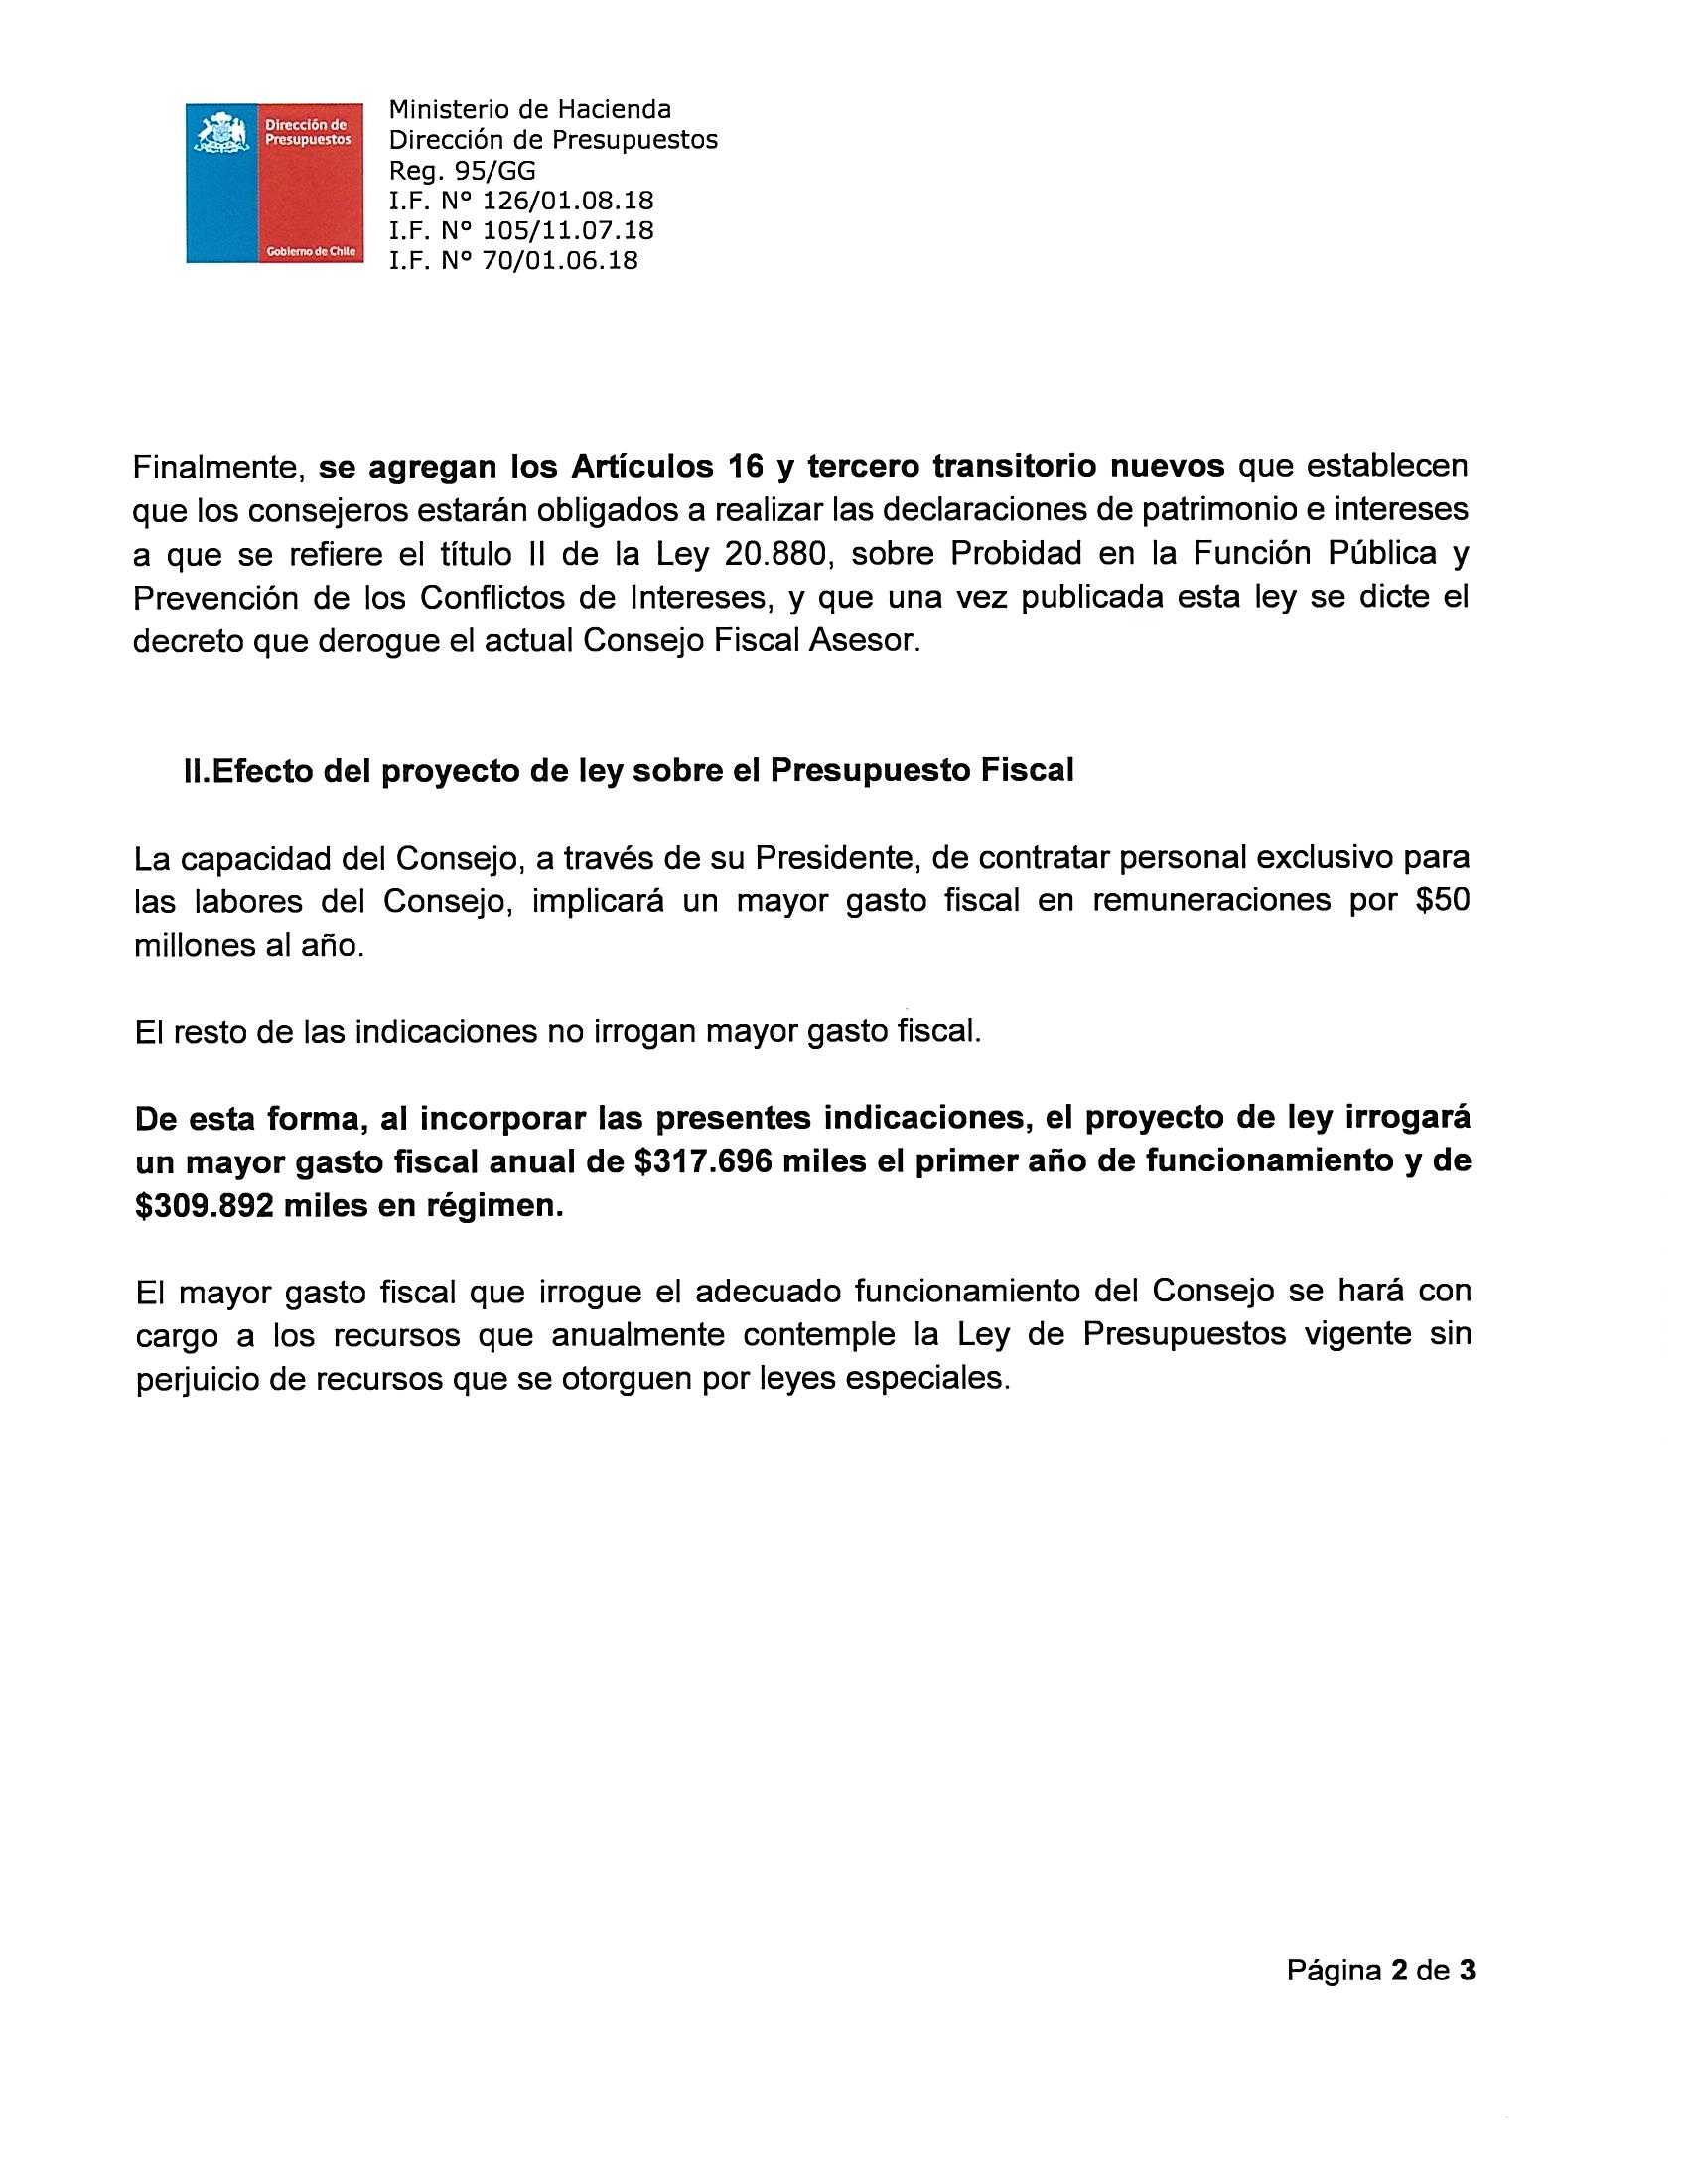 Dirección de
Presupuestos
Gobierno de Chile
Ministerio de Hacienda
Dirección de Presupuestos
Reg. 95/GG
I.F. Nº 126/01.08.18
I.F. Nº 105/11.07.18
I.F. Nº 70/01.06.18
Finalmente, se agregan los Artículos 16 y tercero transitorio nuevos que establecen
que los consejeros estarán obligados a realizar las declaraciones de patrimonio e intereses
a que se refiere el título II de la Ley 20.880, sobre Probidad en la Función Pública y
Prevención de los Conflictos de Intereses, y que una vez publicada esta ley se dicte el
decreto que derogue el actual Consejo Fiscal Asesor.
II.Efecto del proyecto de ley sobre el Presupuesto Fiscal
La capacidad del Consejo, a través de su Presidente, de contratar personal exclusivo para
las labores del Consejo, implicará un mayor gasto fiscal en remuneraciones por $50
millones al año.
El resto de las indicaciones no irrogan mayor gasto fiscal.
De esta forma, al incorporar las presentes indicaciones, el proyecto de ley irrogará
un mayor gasto fiscal anual de $317.696 miles el primer año de funcionamiento y de
$309.892 miles en régimen.
El mayor gasto fiscal que irrogue el adecuado funcionamiento del Consejo se hará con
cargo a los recursos que anualmente contemple la Ley de Presupuestos vigente sin
perjuicio de recursos que se otorguen por leyes especiales.
Página 2 de 3